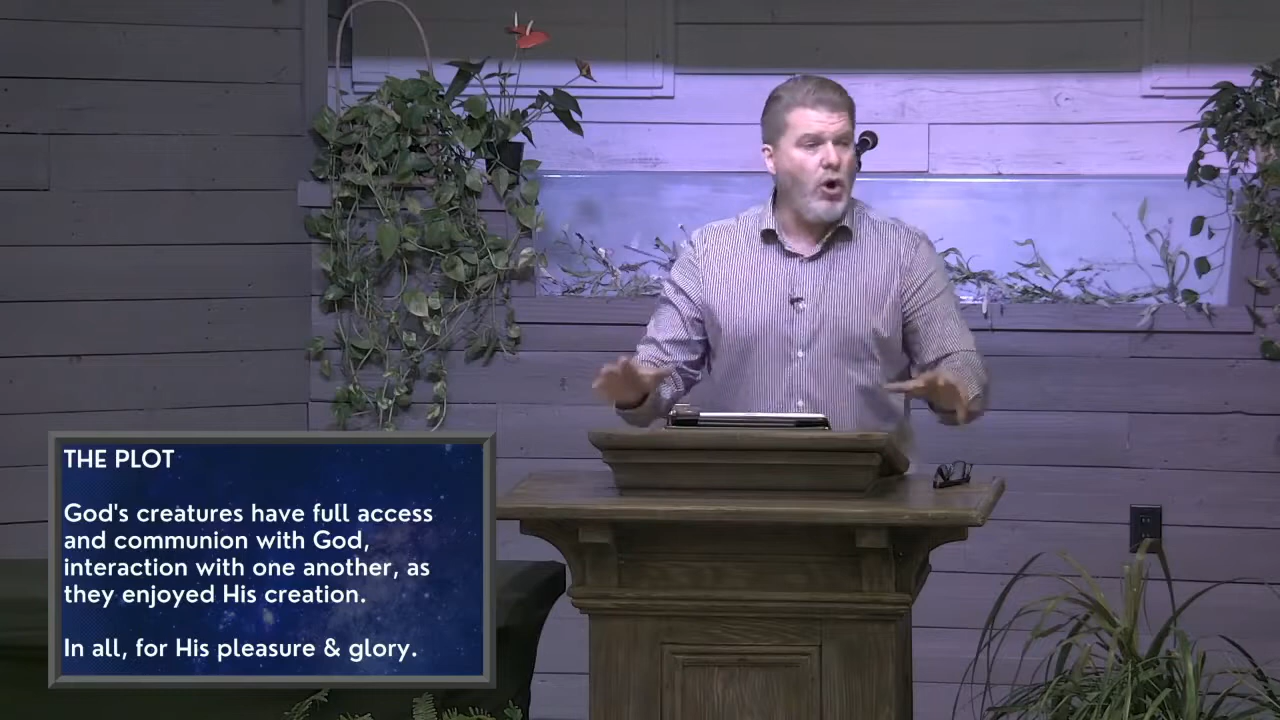 THE PLOT
God's creatures have full access
and communion with God,
interaction with one another, as
they enjoyed His creation.
In all, for His pleasure & glory.